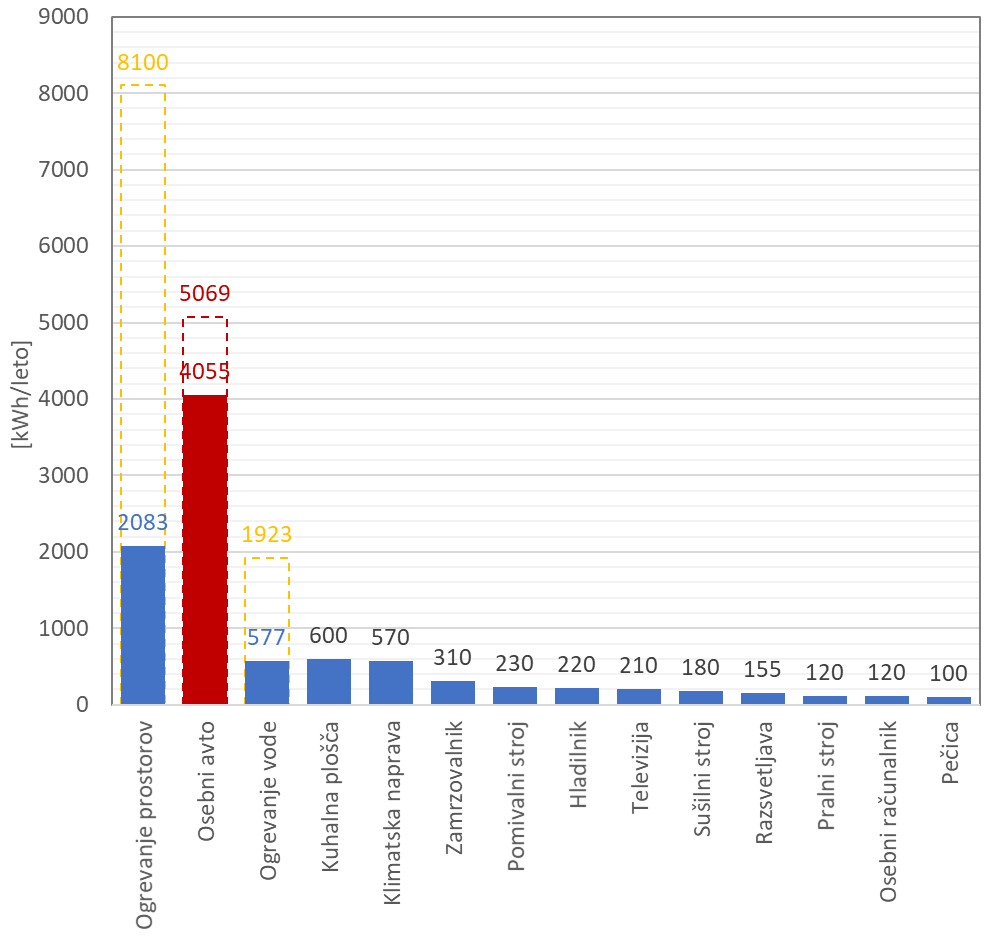 9000
8000
7000
6000
5000
4000
3000
2000
1000
0
[kWh/leto]
8100
2083
5069
4055
1923
577
600
570
310
230
220
210
180
155
120
120
100
Ogrevanje prostorov
Osebni avto
Ogrevanje vode
Kuhalna plošča
Klimatska naprava
Zamrzovalnik
Pomivalni stroj
Hladilnik
Televizija
Sušilni stroj
Razsvetljava
Pralni stroj
Osebni računalnik
Pečica